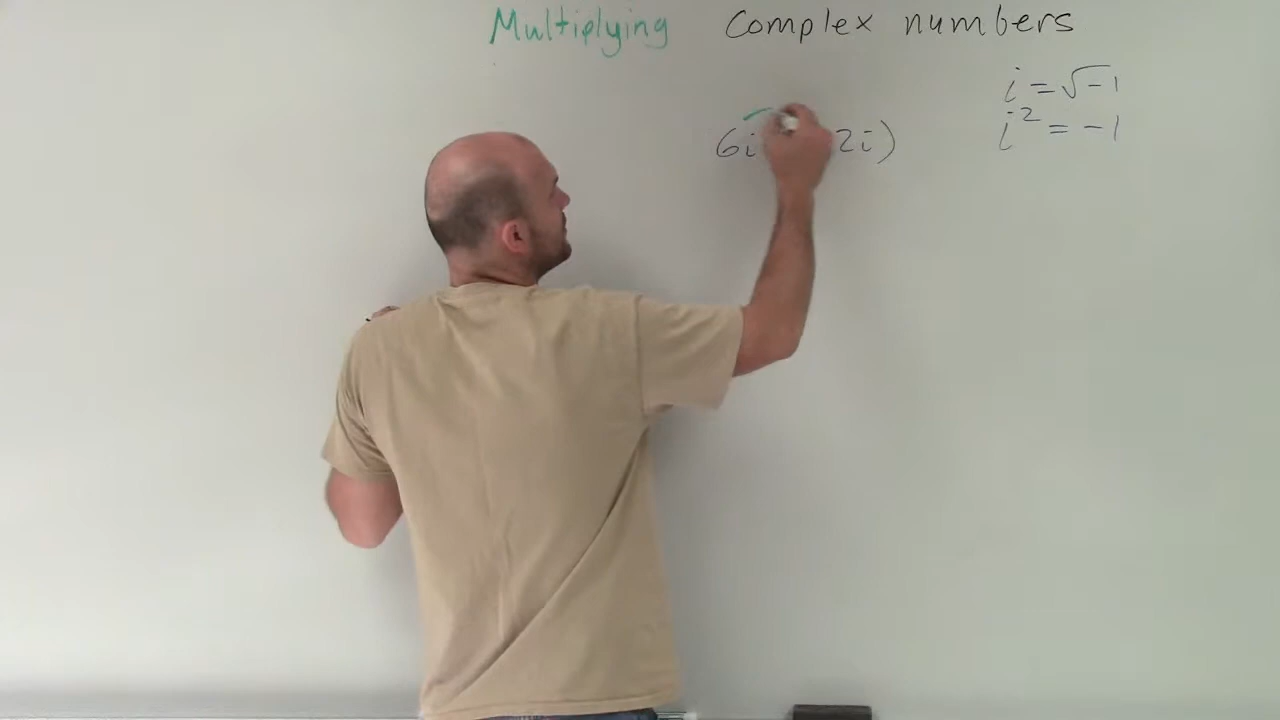 Multiplying Complex numbers
i = √-1
6i 2i)
i² = -1